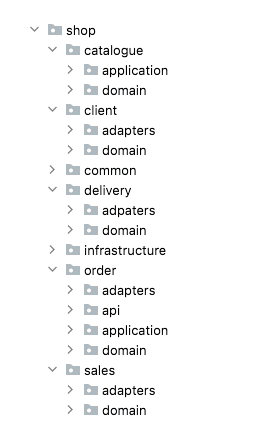 shop
catalogue
application
domain
client
adapters
domain
common
delivery
adpaters
domain
infrastructure
order
adapters
api
application
domain
sales
adapters
domain